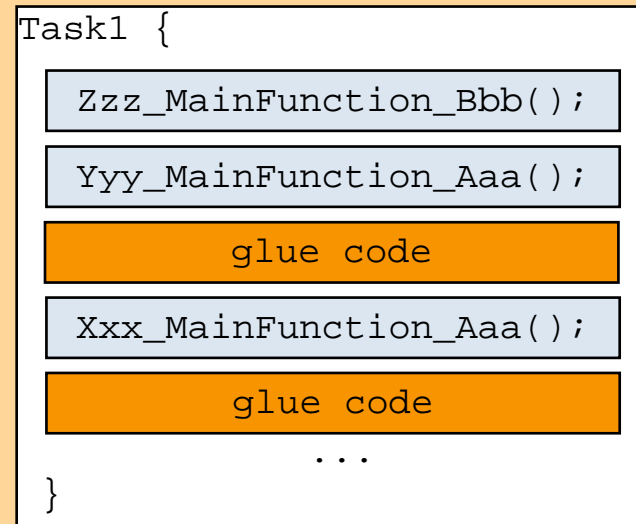 Task1 {
Zzz_MainFunction_Bbb();
Yyy_MainFunction_Aaa();
glue code
Xxx_MainFunction_Aaa();
glue code
...
}